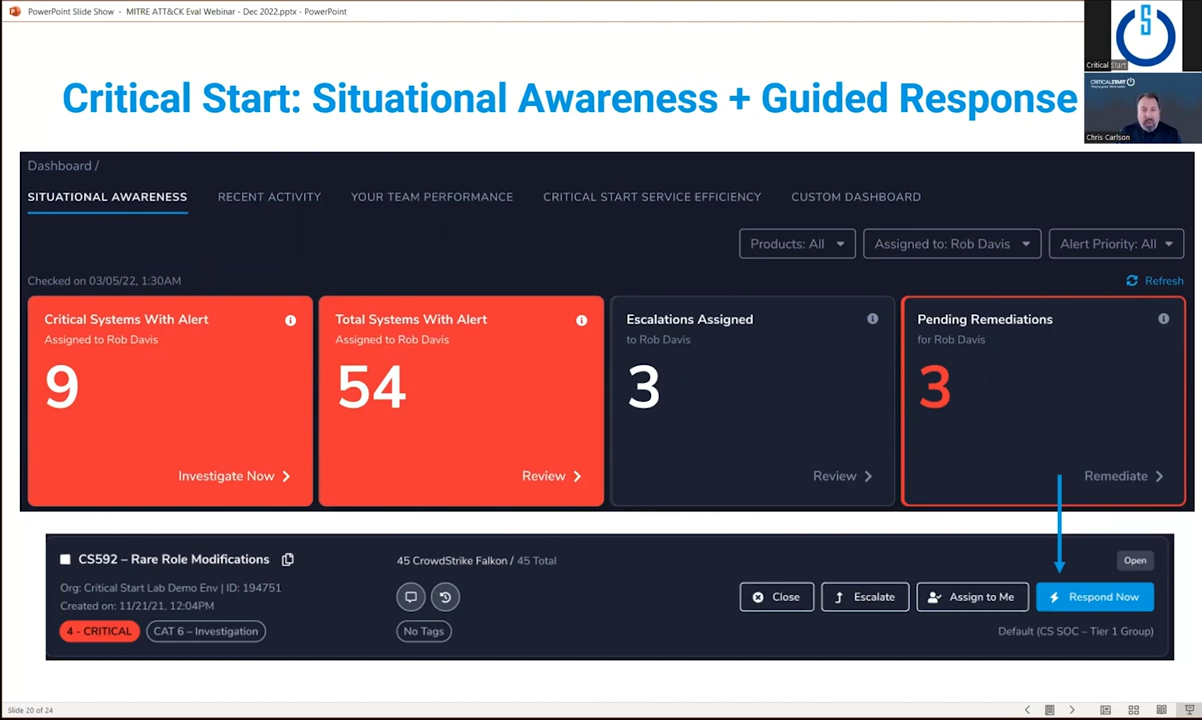 PowerPoint Slide Show - MITRE ATT&CK Eval Webinar - Dec 2022.pptx - PowerPoint
Critical Start
CRITICALSTART
Chris Carlson
Critical Start: Situational Awareness + Guided Response
Dashboard /
SITUATIONAL AWARENESS RECENT ACTIVITY YOUR TEAM PERFORMANCE CRITICAL START SERVICE EFFICIENCY CUSTOM DASHBOARD
Products: All Assigned to: Rob Davis Alert Priority: All
Checked on 03/05/22, 1:30AM Refresh
Critical Systems With Alert
Assigned to Rob Davis
9
Investigate Now
Total Systems With Alert
Assigned to Rob Davis
54
Review
Escalations Assigned
to Rob Davis
3
Review
Pending Remediations
for Rob Davis
3
Remediate
CS592 – Rare Role Modifications 45 CrowdStrike Falkon / 45 Total Open
Org: Critical Start Lab Demo Env | ID: 194751
Created on: 11/21/21, 12:04PM
Close Escalate Assign to Me Respond Now
4 - CRITICAL CAT 6 – Investigation No Tags Default (CS SOC – Tier 1 Group)
Slide 20 of 24